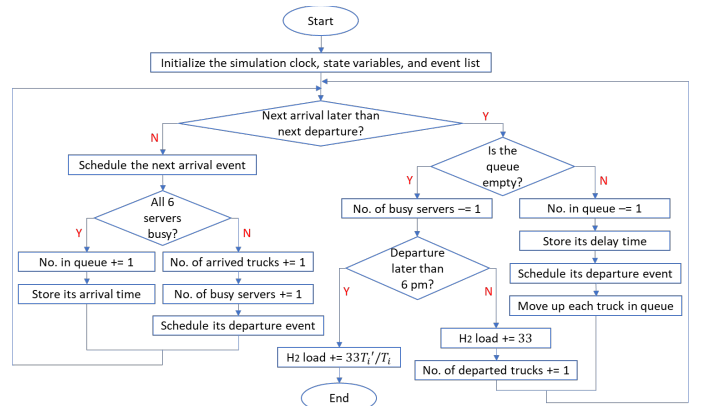 Start
Initialize the simulation clock, state variables, and event list
Next arrival later than
next departure?
N
Y
Schedule the next arrival event
All 6
servers
busy?
Y
N
No. in queue += 1
Store its arrival time
No. of arrived trucks += 1
No. of busy servers += 1
Schedule its departure event
Is the
queue
empty?
Y
N
No. of busy servers −= 1
Departure
later than
6 pm?
Y
N
H2 load += 33T_i′/T_i
End
H2 load += 33
No. of departed trucks += 1
No. in queue −= 1
Store its delay time
Schedule its departure event
Move up each truck in queue